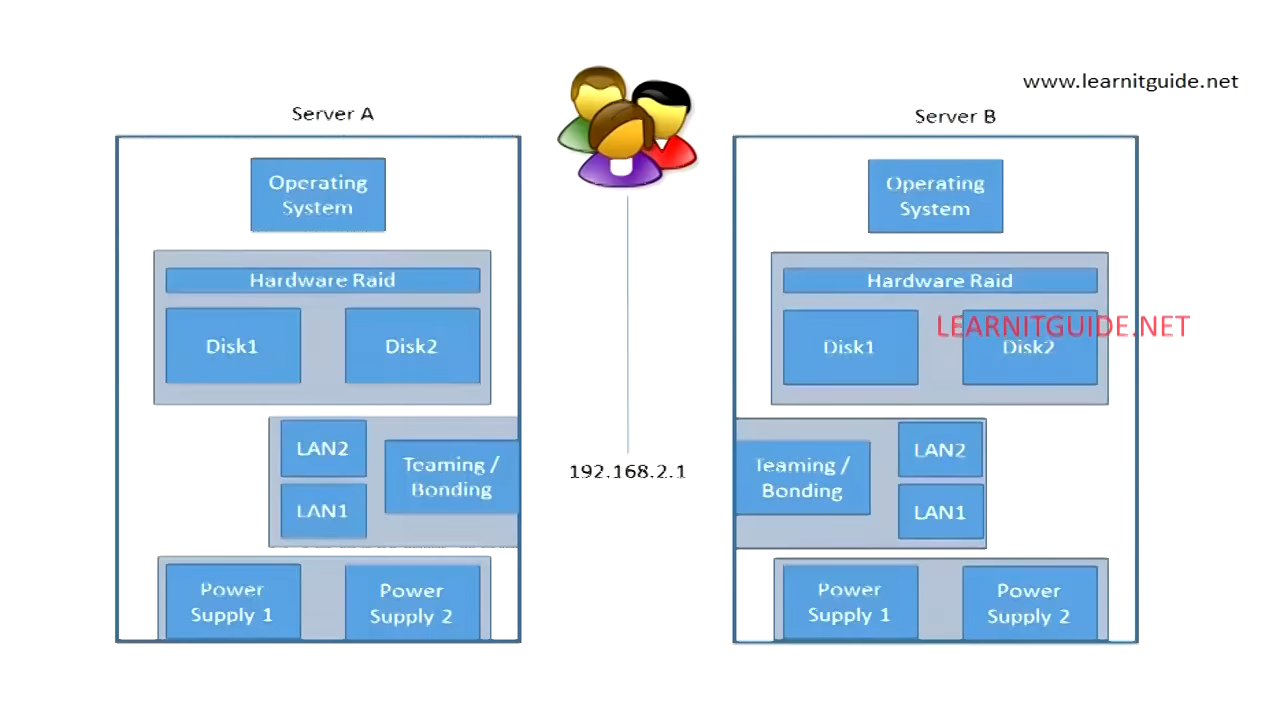 www.learnitguide.net
Server A
Operating
System
Hardware Raid
Disk1
Disk2
LAN2
LAN1
Teaming /
Bonding
Power
Supply 1
Power
Supply 2
192.168.2.1
Server B
Operating
System
Hardware Raid
LEARNITGUIDE.NET
Disk1
Disk2
Teaming /
Bonding
LAN2
LAN1
Power
Supply 1
Power
Supply 2